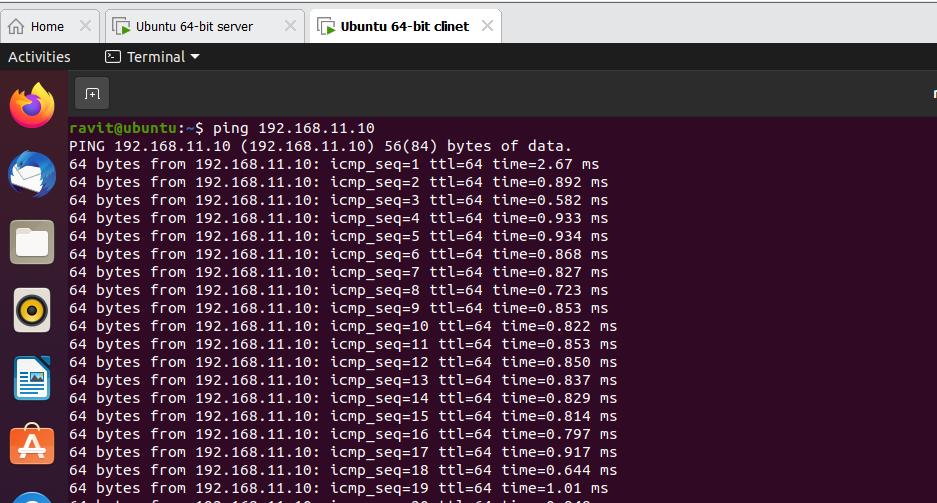 Home
Ubuntu 64-bit server
Ubuntu 64-bit clinet
Activities
Terminal
ravit@ubuntu:~$ ping 192.168.11.10
PING 192.168.11.10 (192.168.11.10) 56(84) bytes of data.
64 bytes from 192.168.11.10: icmp_seq=1 ttl=64 time=2.67 ms
64 bytes from 192.168.11.10: icmp_seq=2 ttl=64 time=0.892 ms
64 bytes from 192.168.11.10: icmp_seq=3 ttl=64 time=0.582 ms
64 bytes from 192.168.11.10: icmp_seq=4 ttl=64 time=0.933 ms
64 bytes from 192.168.11.10: icmp_seq=5 ttl=64 time=0.934 ms
64 bytes from 192.168.11.10: icmp_seq=6 ttl=64 time=0.868 ms
64 bytes from 192.168.11.10: icmp_seq=7 ttl=64 time=0.827 ms
64 bytes from 192.168.11.10: icmp_seq=8 ttl=64 time=0.723 ms
64 bytes from 192.168.11.10: icmp_seq=9 ttl=64 time=0.853 ms
64 bytes from 192.168.11.10: icmp_seq=10 ttl=64 time=0.822 ms
64 bytes from 192.168.11.10: icmp_seq=11 ttl=64 time=0.853 ms
64 bytes from 192.168.11.10: icmp_seq=12 ttl=64 time=0.850 ms
64 bytes from 192.168.11.10: icmp_seq=13 ttl=64 time=0.837 ms
64 bytes from 192.168.11.10: icmp_seq=14 ttl=64 time=0.829 ms
64 bytes from 192.168.11.10: icmp_seq=15 ttl=64 time=0.814 ms
64 bytes from 192.168.11.10: icmp_seq=16 ttl=64 time=0.797 ms
64 bytes from 192.168.11.10: icmp_seq=17 ttl=64 time=0.917 ms
64 bytes from 192.168.11.10: icmp_seq=18 ttl=64 time=0.644 ms
64 bytes from 192.168.11.10: icmp_seq=19 ttl=64 time=1.01 ms